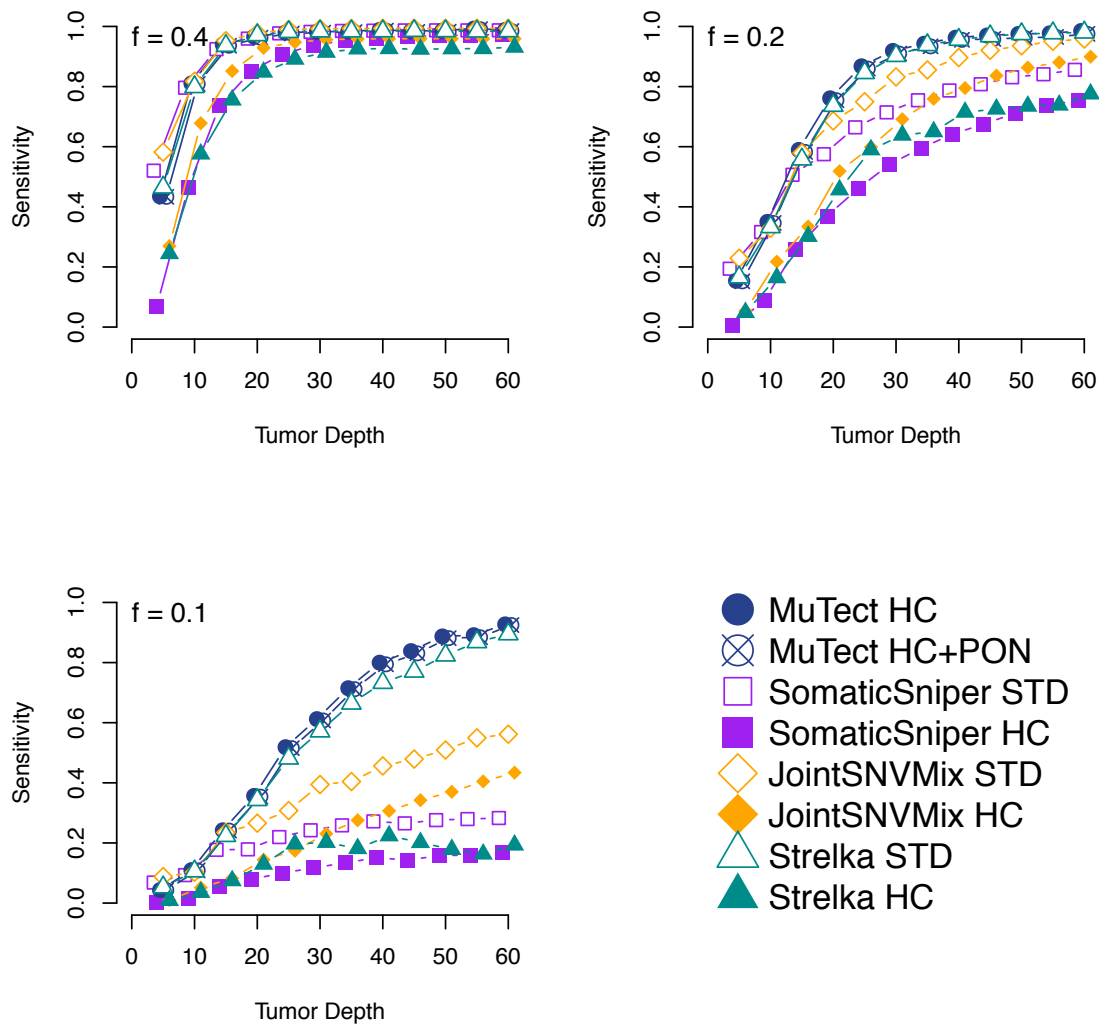 f = 0.4
Sensitivity
0.0 0.2 0.4 0.6 0.8 1.0
0 10 20 30 40 50 60
Tumor Depth
f = 0.2
Sensitivity
0.0 0.2 0.4 0.6 0.8 1.0
0 10 20 30 40 50 60
Tumor Depth
f = 0.1
Sensitivity
0.0 0.2 0.4 0.6 0.8 1.0
0 10 20 30 40 50 60
Tumor Depth
MuTect HC
MuTect HC+PON
SomaticSniper STD
SomaticSniper HC
JointSNVMix STD
JointSNVMix HC
Strelka STD
Strelka HC